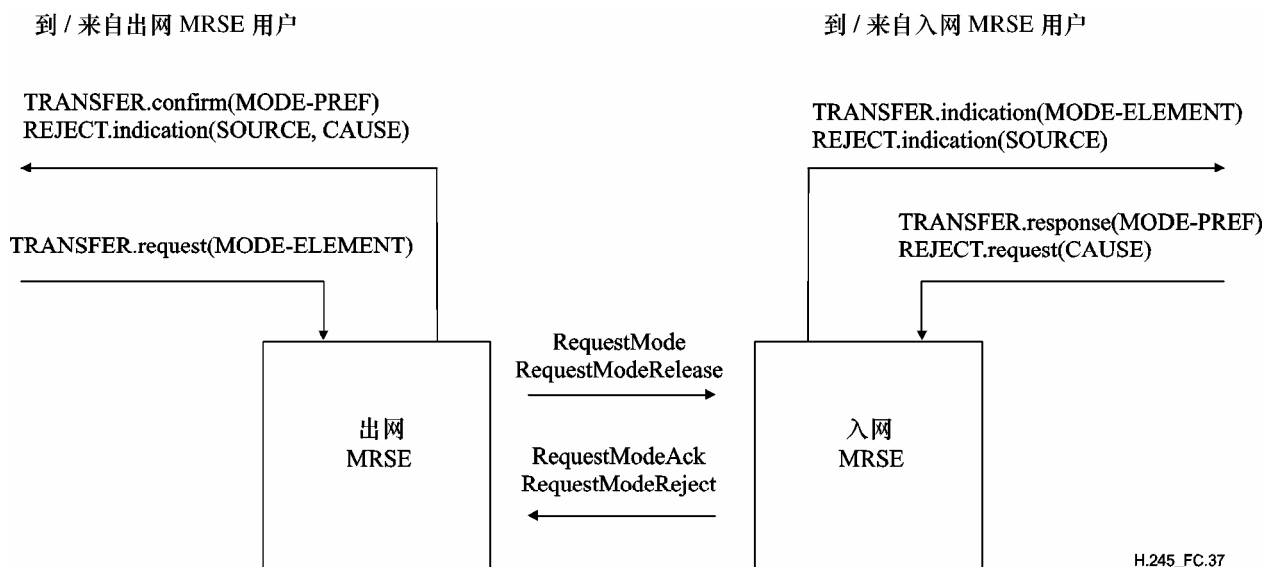 到 / 来自出网 MRSE 用户
到 / 来自入网 MRSE 用户
TRANSFER.confirm(MODE-PREF)
REJECT.indication(SOURCE, CAUSE)
TRANSFER.indication(MODE-ELEMENT)
REJECT.indication(SOURCE)
TRANSFER.request(MODE-ELEMENT)
TRANSFER.response(MODE-PREF)
REJECT.request(CAUSE)
RequestMode
RequestModeRelease
出网
MRSE
RequestModeAck
RequestModeReject
入网
MRSE
H.245_FC.37